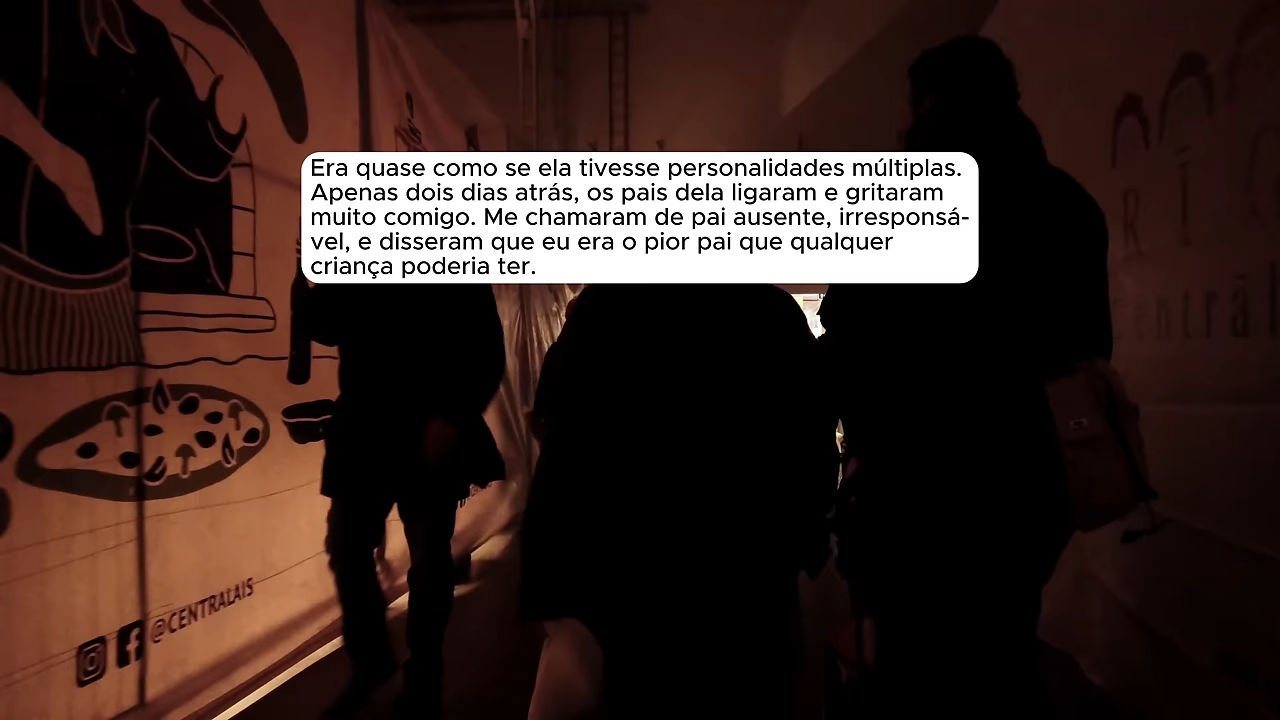 Era quase como se ela tivesse personalidades múltiplas.
Apenas dois dias atrás, os pais dela ligaram e gritaram
muito comigo. Me chamaram de pai ausente, irresponsá-
vel, e disseram que eu era o pior pai que qualquer
criança poderia ter.
@CENTRALAIS